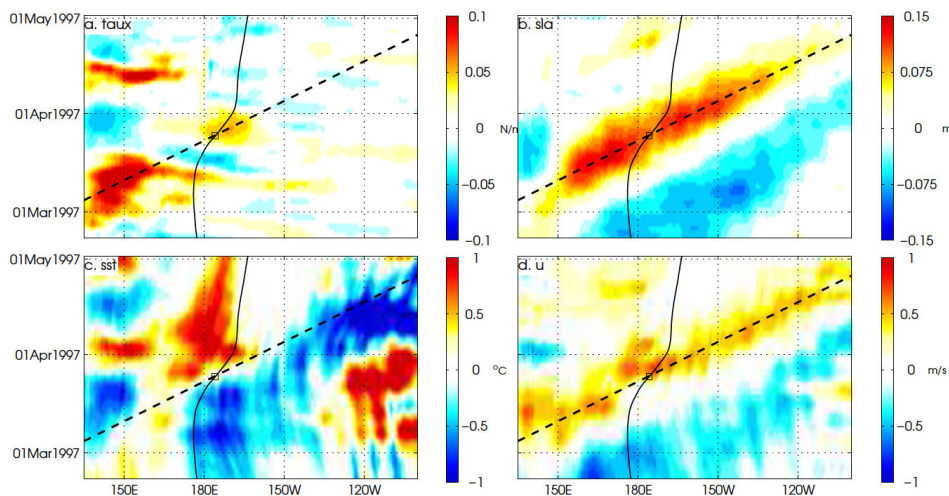 01May1997
a. taux
01Apr1997
01Mar1997
0.1
0.05
0
N/n
−0.05
−0.1
b. sla
0.15
0.075
0
m
−0.075
−0.15
01May1997
c. sst
01Apr1997
01Mar1997
150E 180E 150W 120W
1
0.5
0
°C
−0.5
−1
d. u
150E 180E 150W 120W
1
0.5
0
m/s
−0.5
−1